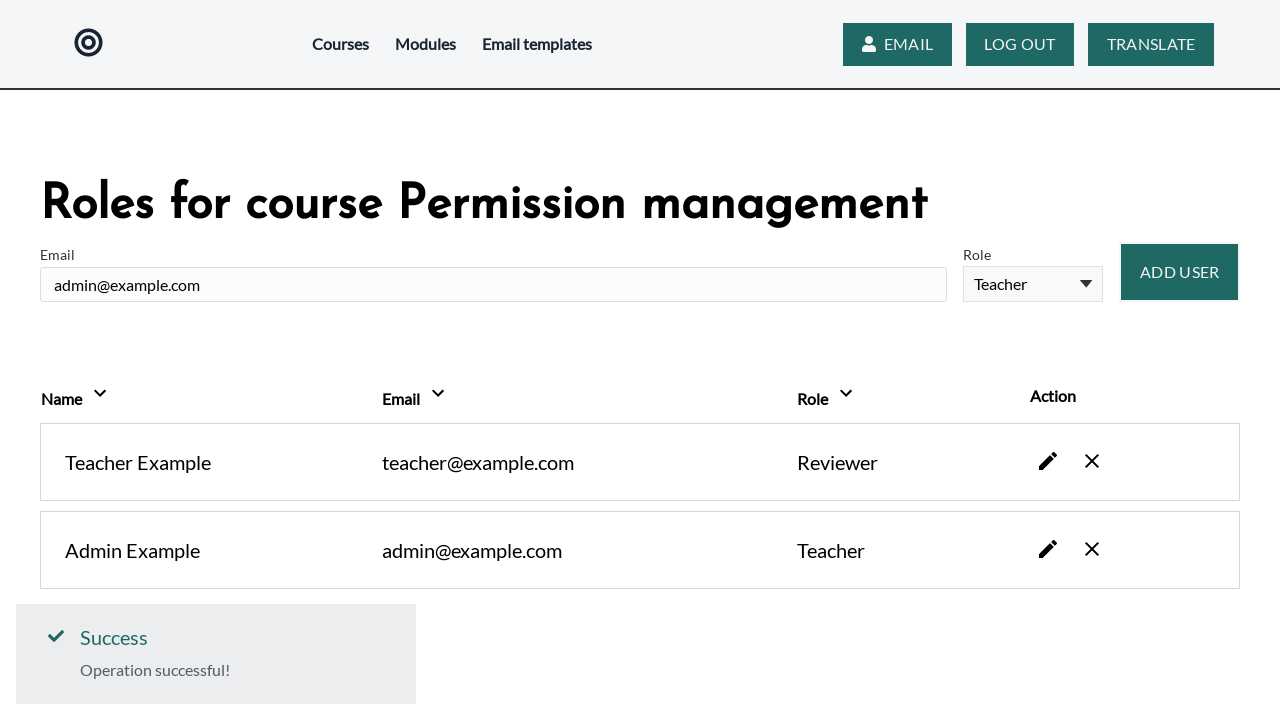 Courses Modules Email templates EMAIL LOG OUT TRANSLATE
Roles for course Permission management
Email Role
admin@example.com Teacher ADD USER
Name Email Role Action
Teacher Example teacher@example.com Reviewer
Admin Example admin@example.com Teacher
Success
Operation successful!